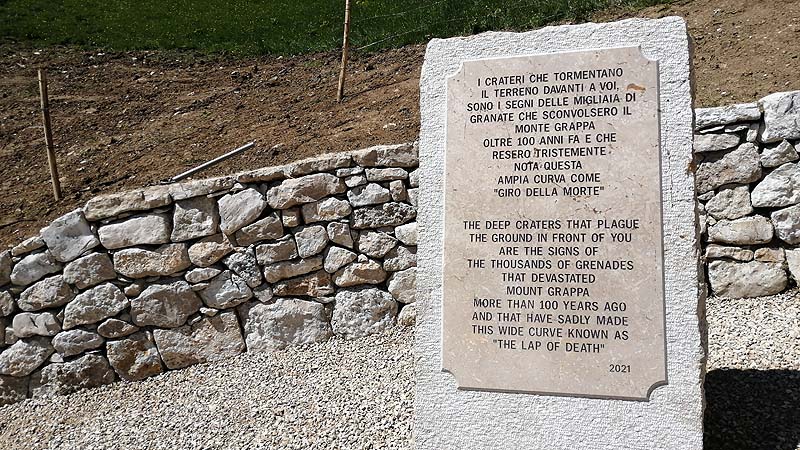 I CRATERI CHE TORMENTANO
IL TERRENO DAVANTI A VOI,
SONO I SEGNI DELLE MIGLIAIA DI
GRANATE CHE SCONVOLSERO IL
MONTE GRAPPA
OLTRE 100 ANNI FA E CHE
RESERO TRISTEMENTE
NOTA QUESTA
AMPIA CURVA COME
"GIRO DELLA MORTE"
THE DEEP CRATERS THAT PLAGUE
THE GROUND IN FRONT OF YOU
ARE THE SIGNS OF
THE THOUSANDS OF GRENADES
THAT DEVASTATED
MOUNT GRAPPA
MORE THAN 100 YEARS AGO
AND THAT HAVE SADLY MADE
THIS WIDE CURVE KNOWN AS
"THE LAP OF DEATH"
2021